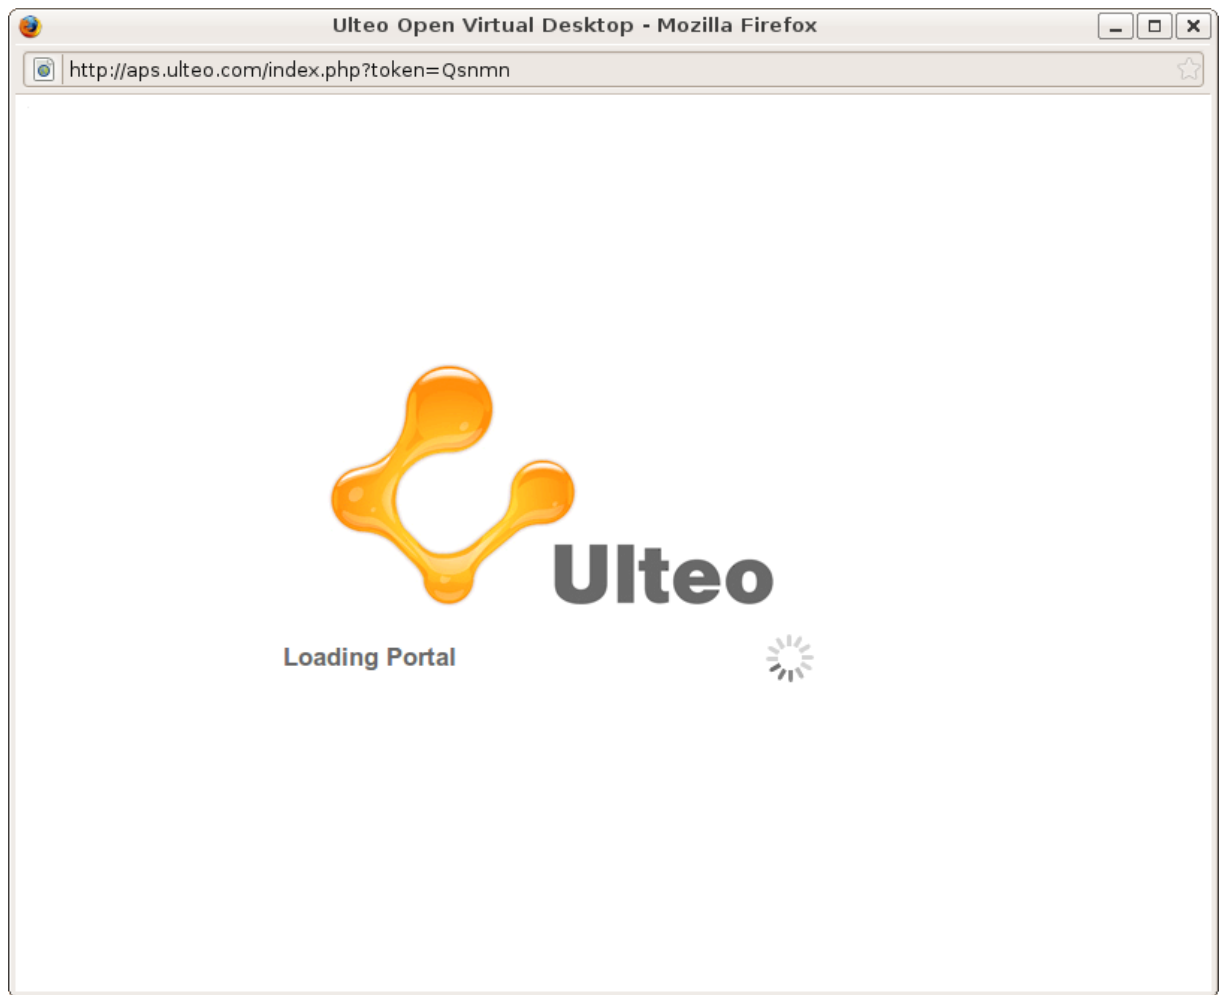 Ulteo Open Virtual Desktop - Mozilla Firefox
http://aps.ulteo.com/index.php?token=Qsnmn
Ulteo
Loading Portal